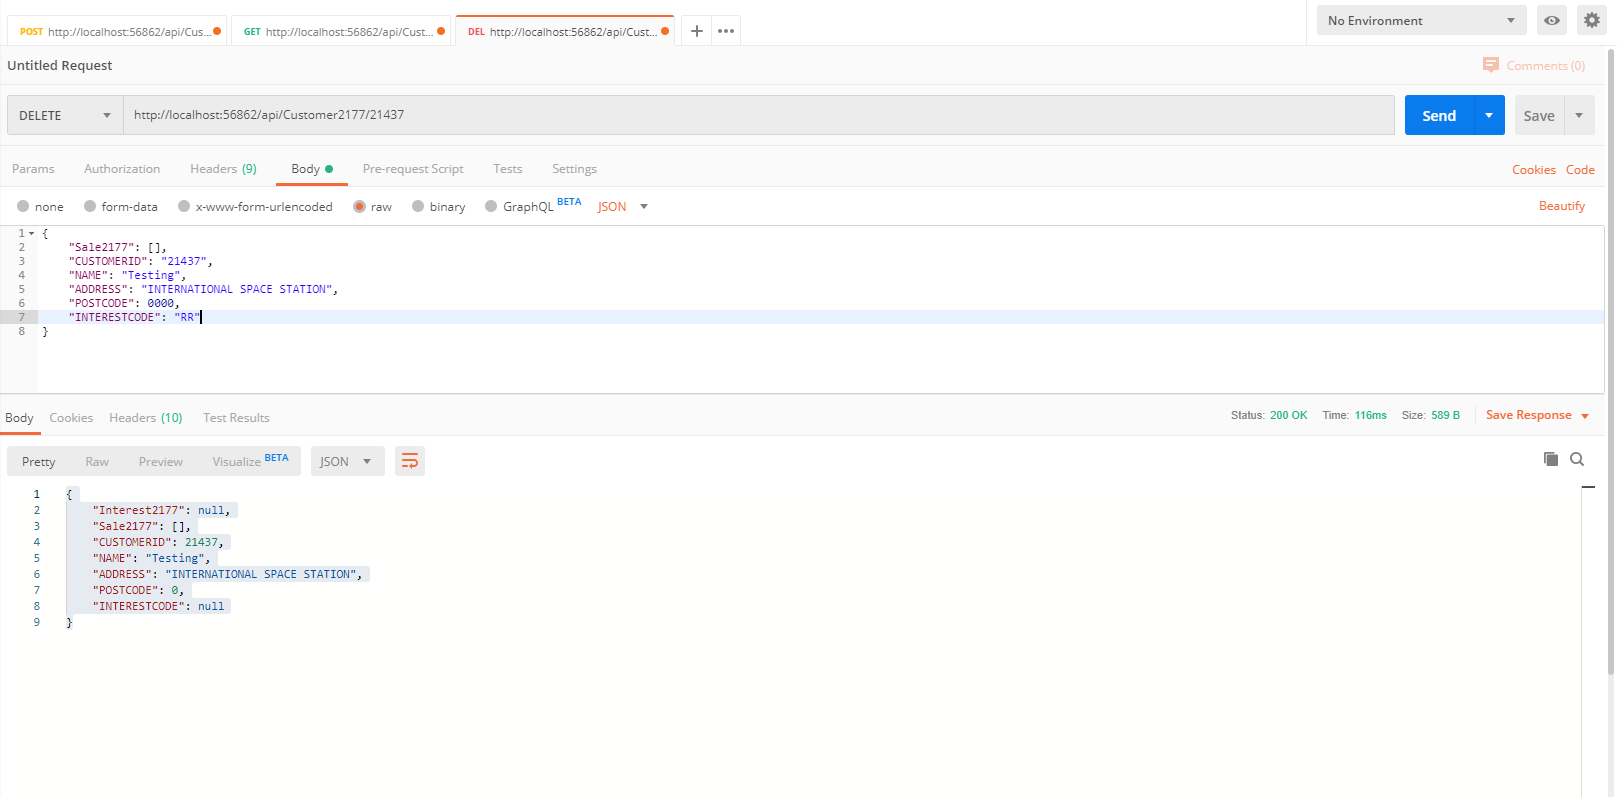 POST http://localhost:56862/api/Cus...
GET http://localhost:56862/api/Cust...
DEL http://localhost:56862/api/Cust...
No Environment
Untitled Request
Comments (0)
DELETE
http://localhost:56862/api/Customer2177/21437
Send
Save
Params Authorization Headers (9) Body Pre-request Script Tests Settings
Cookies Code
none form-data x-www-form-urlencoded raw binary GraphQL BETA JSON
Beautify
1 {
2 "Sale2177": [],
3 "CUSTOMERID": "21437",
4 "NAME": "Testing",
5 "ADDRESS": "INTERNATIONAL SPACE STATION",
6 "POSTCODE": 0000,
7 "INTERESTCODE": "RR"
8 }
Body Cookies Headers (10) Test Results
Status: 200 OK Time: 116ms Size: 589 B Save Response
Pretty Raw Preview Visualize BETA JSON
1 {
2 "Interest2177": null,
3 "Sale2177": [],
4 "CUSTOMERID": 21437,
5 "NAME": "Testing",
6 "ADDRESS": "INTERNATIONAL SPACE STATION",
7 "POSTCODE": 0,
8 "INTERESTCODE": null
9 }